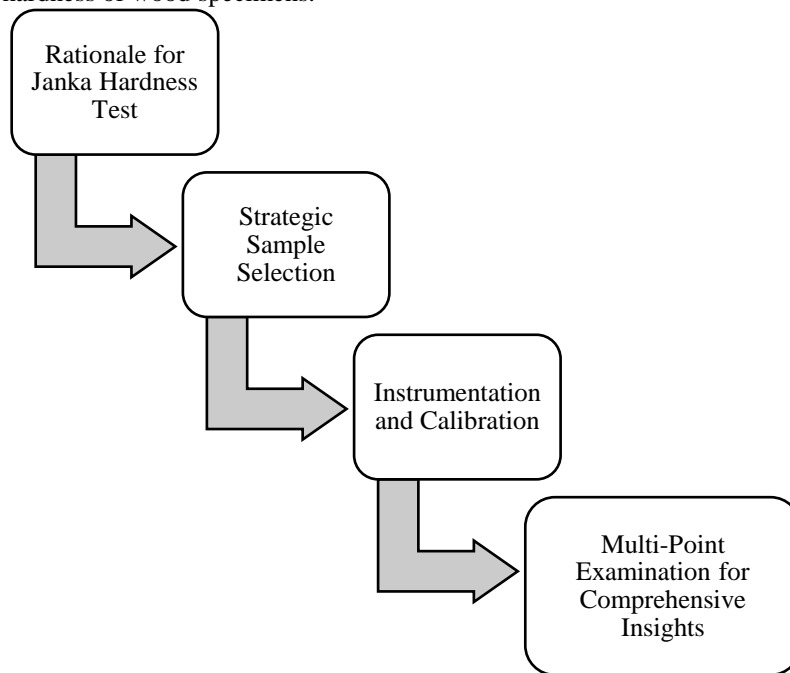 hardness of wood specimens.
Rationale for
Janka Hardness
Test
Strategic
Sample
Selection
Instrumentation
and Calibration
Multi-Point
Examination for
Comprehensive
Insights